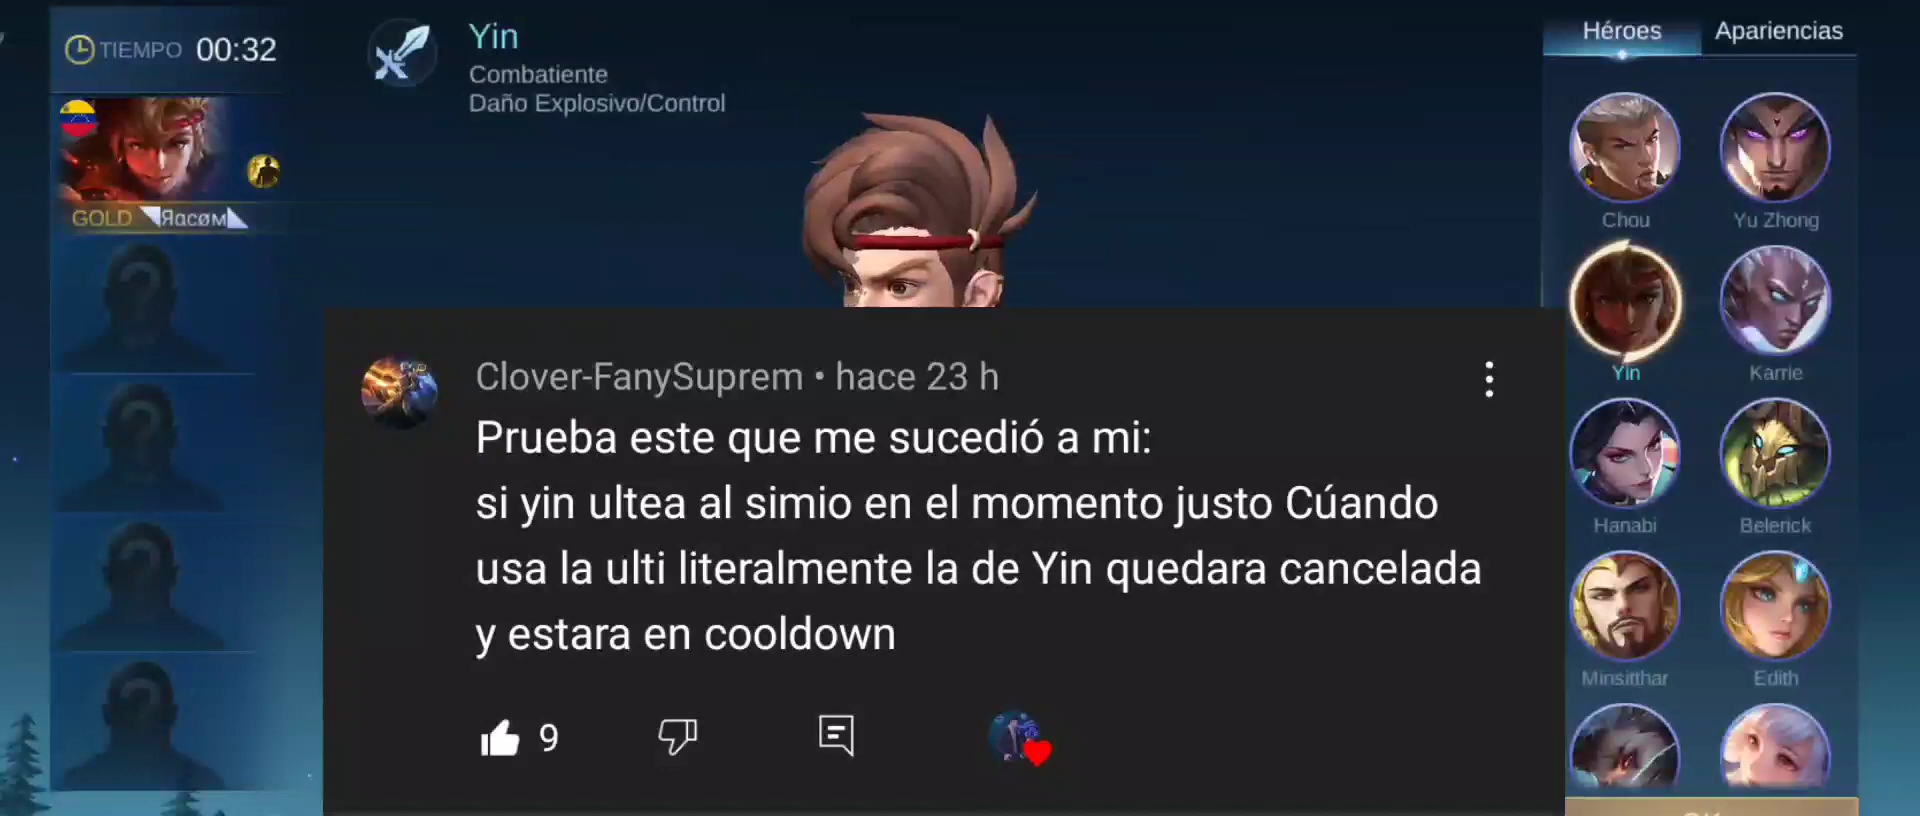 TIEMPO 00:32
Yin
Combatiente
Daño Explosivo/Control
Héroes
Apariencias
GOLD Яacøm
Chou
Yu Zhong
Yin
Karrie
Hanabi
Belerick
Minsitthar
Edith
Clover-FanySuprem • hace 23 h
Prueba este que me sucedió a mi:
si yin ultea al simio en el momento justo Cúando
usa la ulti literalmente la de Yin quedara cancelada
y estara en cooldown
9